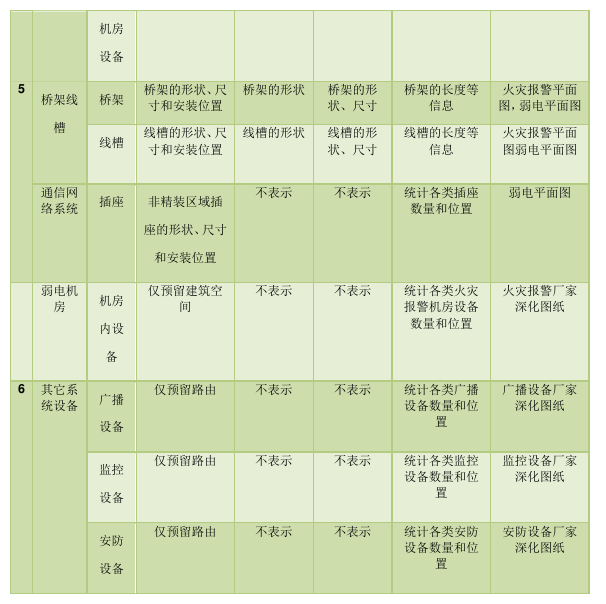 机房
设备
5
桥架线
槽
桥架
桥架的形状、尺
寸和安装位置
桥架的形状
桥架的形
状、尺寸
桥架的长度等
信息
火灾报警平面
图，弱电平面图
线槽
线槽的形状、尺
寸和安装位置
线槽的形状
线槽的形
状、尺寸
线槽的长度等
信息
火灾报警平面
图弱电平面图
通信网
络系统
插座
非精装区域插
座的形状、尺寸
和安装位置
不表示
不表示
统计各类插座
数量和位置
弱电平面图
弱电机
房
机房
内设
备
仅预留建筑空
间
不表示
不表示
统计各类火灾
报警机房设备
数量和位置
火灾报警厂家
深化图纸
6
其它系
统设备
广播
设备
仅预留路由
不表示
不表示
统计各类广播
设备数量和位
置
广播设备厂家
深化图纸
监控
设备
仅预留路由
不表示
不表示
统计各类监控
设备数量和位
置
监控设备厂家
深化图纸
安防
设备
仅预留路由
不表示
不表示
统计各类安防
设备数量和位
置
安防设备厂家
深化图纸